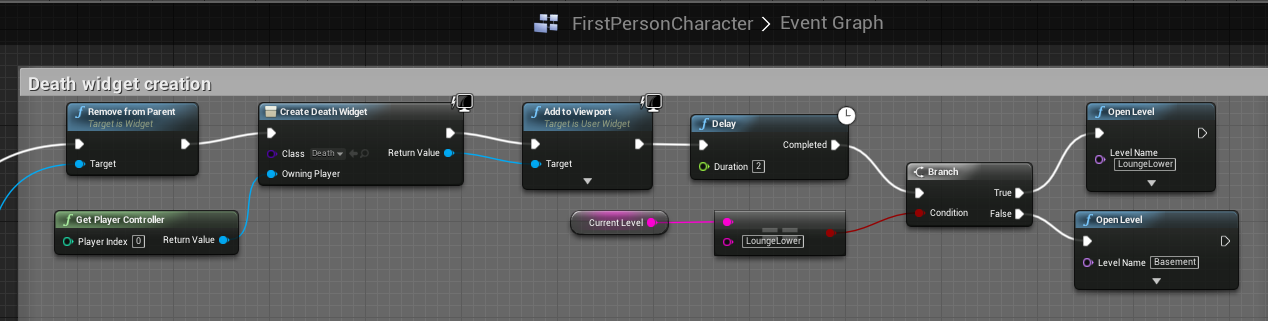 FirstPersonCharacter > Event Graph
Death widget creation
Remove from Parent
Target is Widget
Target
Create Death Widget
Class Death
Return Value
Owning Player
Get Player Controller
Player Index 0
Return Value
Add to Viewport
Target is User Widget
Target
Delay
Completed
Duration 2
Current Level
==
LoungeLower
Branch
True
Condition
False
Open Level
Level Name
LoungeLower
Open Level
Level Name Basement